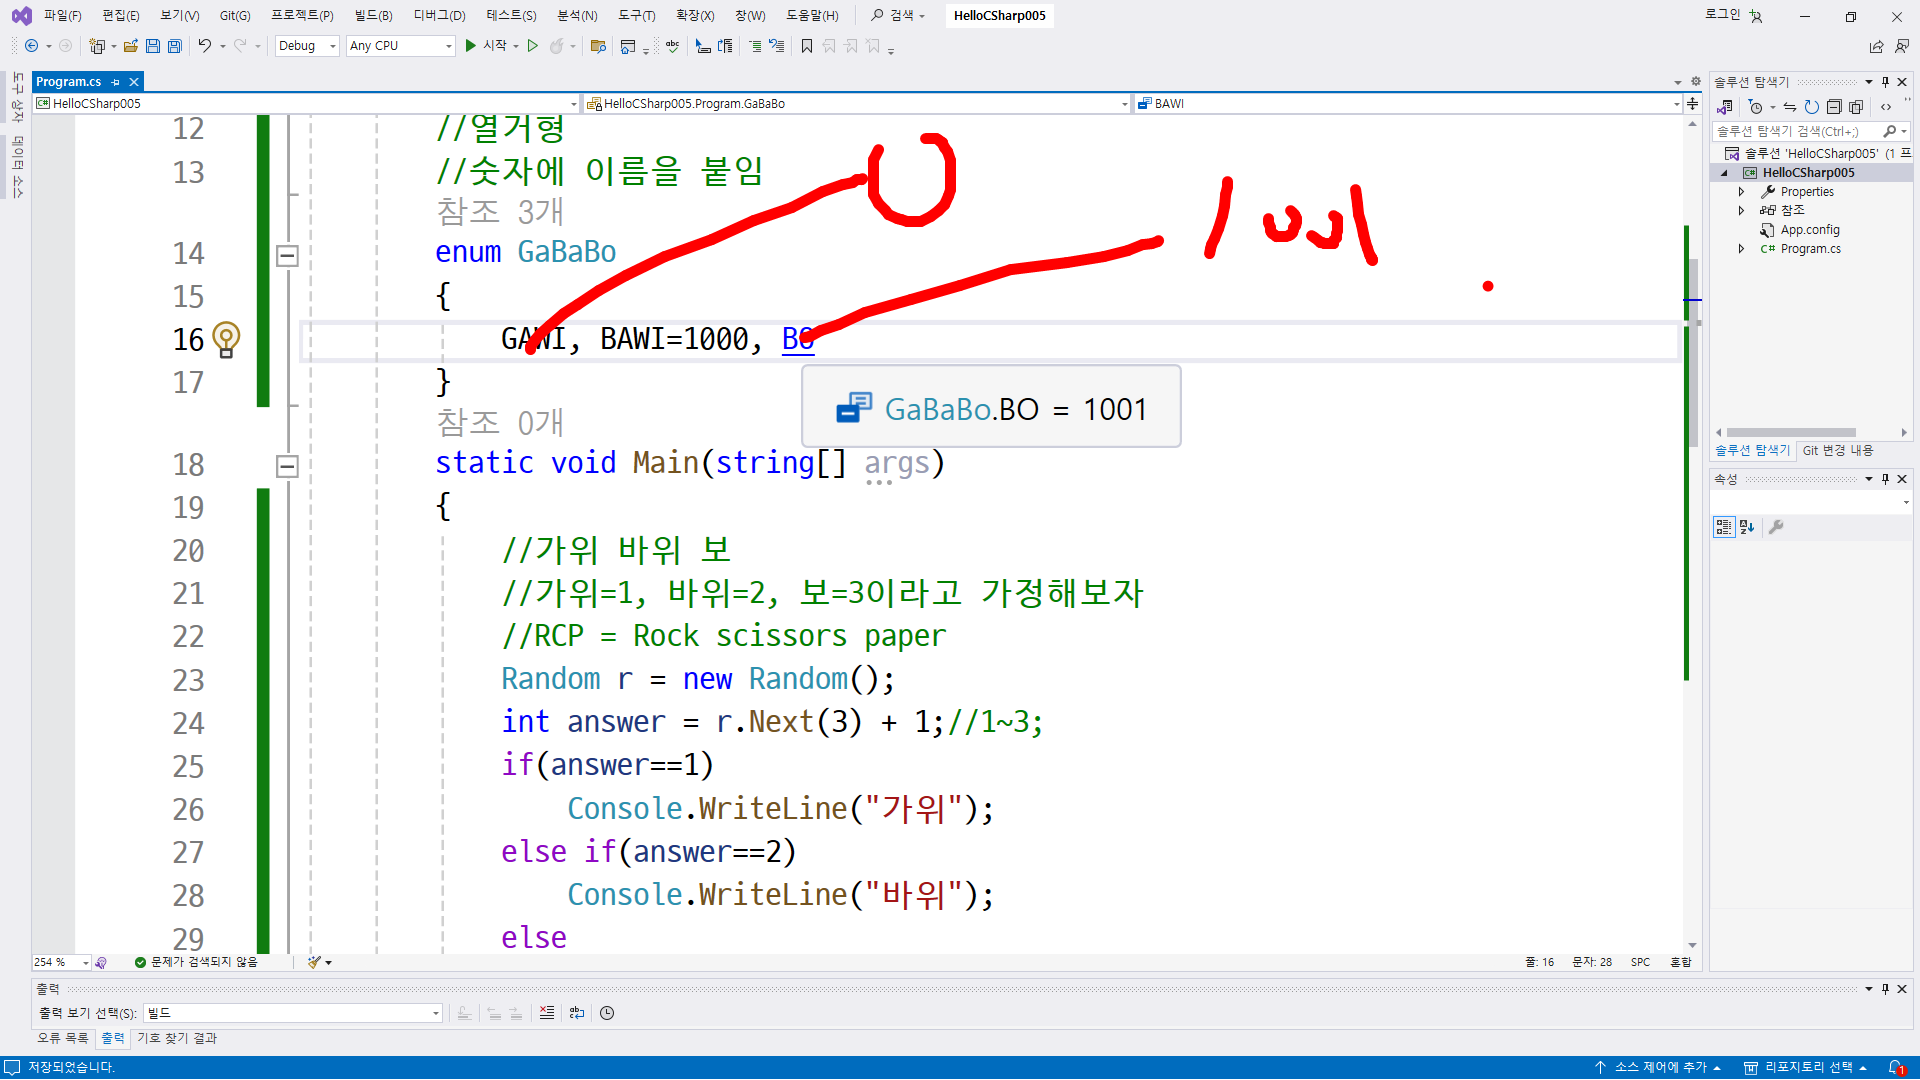 파일(F) 편집(E) 보기(V) Git(G) 프로젝트(P) 빌드(B) 디버그(D) 테스트(S) 분석(N) 도구(T) 확장(X) 창(W) 도움말(H) 검색 HelloCSharp005 로그인
Debug Any CPU 시작
도구 상자
데이터 소스
Program.cs
HelloCSharp005 HelloCSharp005.Program.GaBaBo BAWI
12 //열거형
13 //숫자에 이름을 붙임
참조 3개
14 enum GaBaBo
15 {
16 GAWI, BAWI=1000, BO
17 }
0
1001
GaBaBo.BO = 1001
참조 0개
18 static void Main(string[] args)
19 {
20 //가위 바위 보
21 //가위=1, 바위=2, 보=3이라고 가정해보자
22 //RCP = Rock scissors paper
23 Random r = new Random();
24 int answer = r.Next(3) + 1;//1~3;
25 if(answer==1)
26 Console.WriteLine("가위");
27 else if(answer==2)
28 Console.WriteLine("바위");
29 else
254 % 문제가 검색되지 않음 줄: 16 문자: 28 SPC 혼합
솔루션 탐색기
솔루션 탐색기 검색(Ctrl+;)
솔루션 'HelloCSharp005' (1 프
HelloCSharp005
Properties
참조
App.config
Program.cs
솔루션 탐색기 Git 변경 내용
속성
출력
출력 보기 선택(S): 빌드
오류 목록 출력 기호 찾기 결과
저장되었습니다. 소스 제어에 추가 리포지토리 선택 1